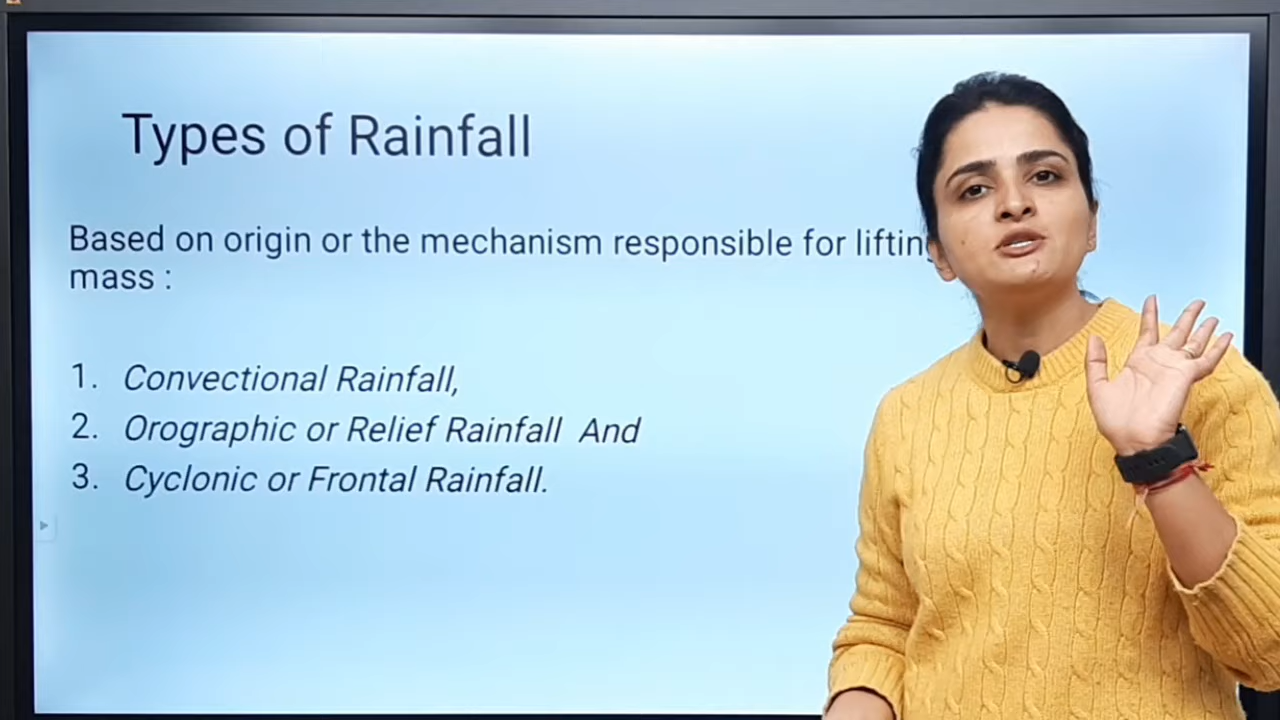 Types of Rainfall
Based on origin or the mechanism responsible for lifting
mass :
1. Convectional Rainfall,
2. Orographic or Relief Rainfall And
3. Cyclonic or Frontal Rainfall.